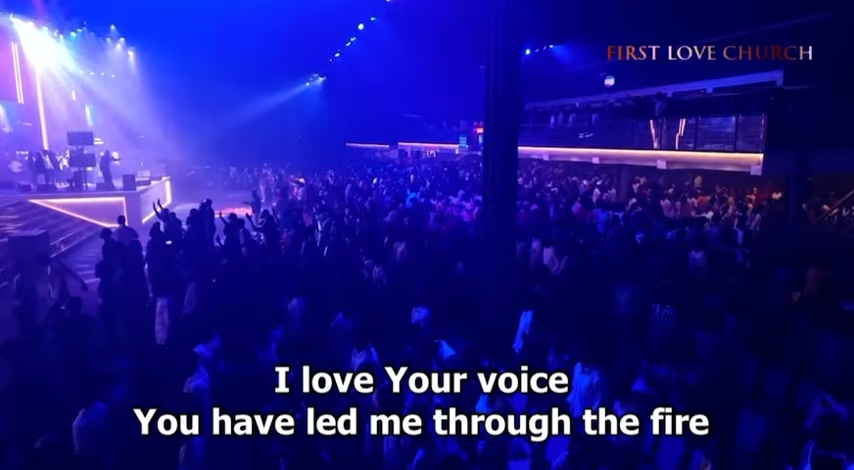 FIRST LOVE CHURCH
I love Your voice
You have led me through the fire